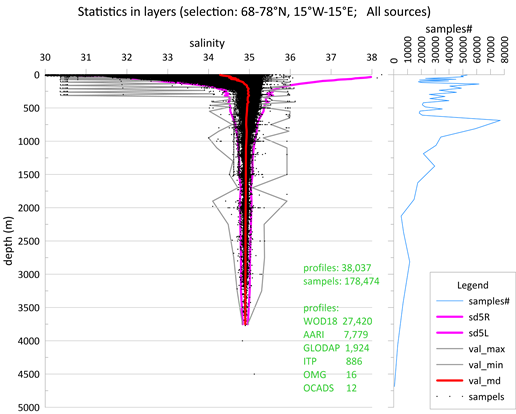 Statistics in layers (selection: 68-78°N, 15°W-15°E;   All sources)
salinity
30 31 32 33 34 35 36 37 38
samples#
0 10000 20000 30000 40000 50000 60000 70000 80000
depth (m)
0
500
1000
1500
2000
2500
3000
3500
4000
4500
5000
profiles: 38,037
sampels: 178,474
profiles:
WOD18 27,420
AARI 7,779
GLODAP 1,924
ITP 886
OMG 16
OCADS 12
Legend
samples#
sd5R
sd5L
val_max
val_min
val_md
sampels